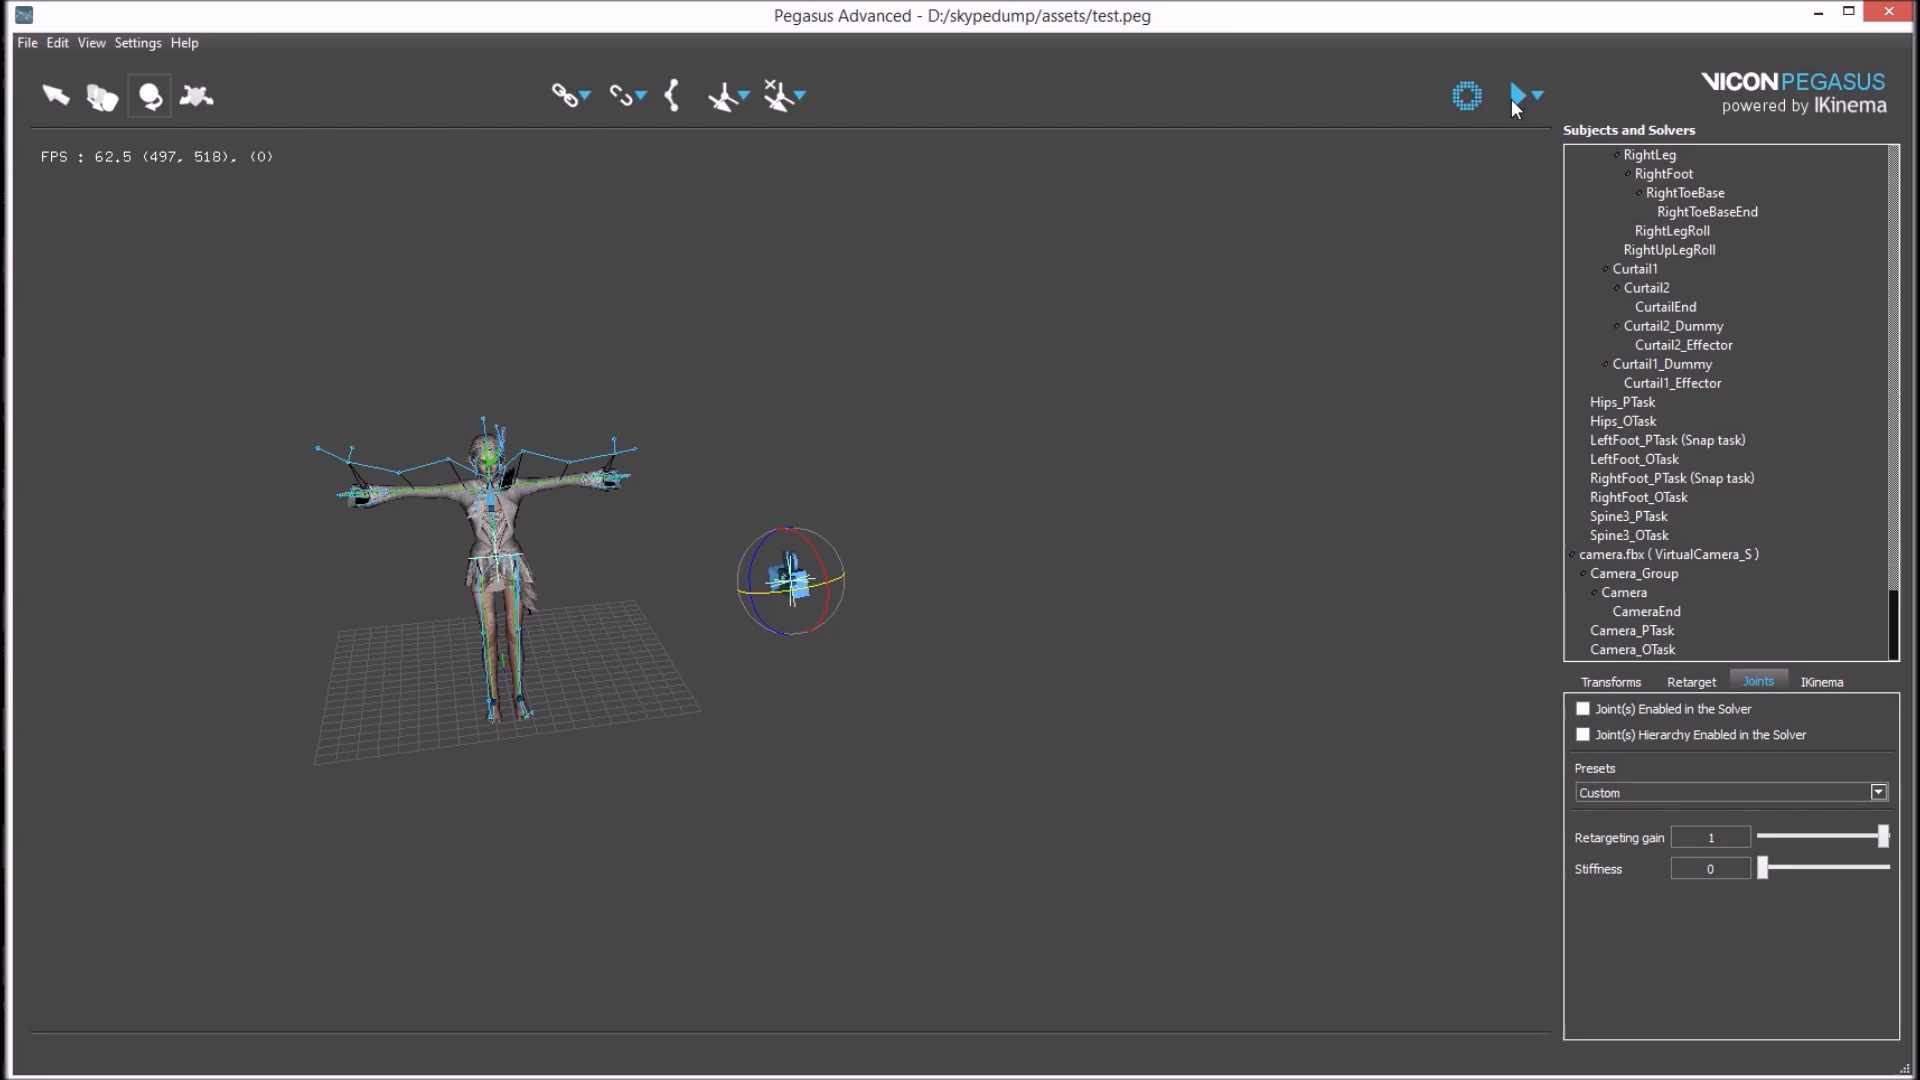 Pegasus Advanced - D:/skypedump/assets/test.peg
File Edit View Settings Help
VICON PEGASUS
powered by IKinema
Subjects and Solvers
FPS : 62.5 (497, 518), (0)
RightLeg
RightFoot
RightToeBase
RightToeBaseEnd
RightLegRoll
RightUpLegRoll
Curtail1
Curtail2
CurtailEnd
Curtail2_Dummy
Curtail2_Effector
Curtail1_Dummy
Curtail1_Effector
Hips_PTask
Hips_OTask
LeftFoot_PTask (Snap task)
LeftFoot_OTask
RightFoot_PTask (Snap task)
RightFoot_OTask
Spine3_PTask
Spine3_OTask
camera.fbx ( VirtualCamera_S )
Camera_Group
Camera
CameraEnd
Camera_PTask
Camera_OTask
Transforms Retarget Joints IKinema
Joint(s) Enabled in the Solver
Joint(s) Hierarchy Enabled in the Solver
Presets
Custom
Retargeting gain 1
Stiffness 0